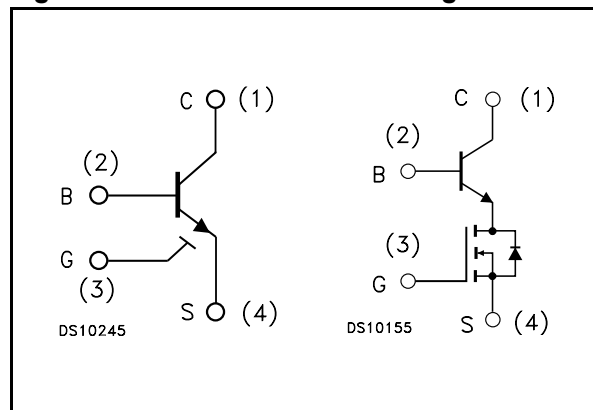 C (1)
(2)
B
G
(3)
S (4)
DS10245
C (1)
(2)
B
(3)
G
S (4)
DS10155